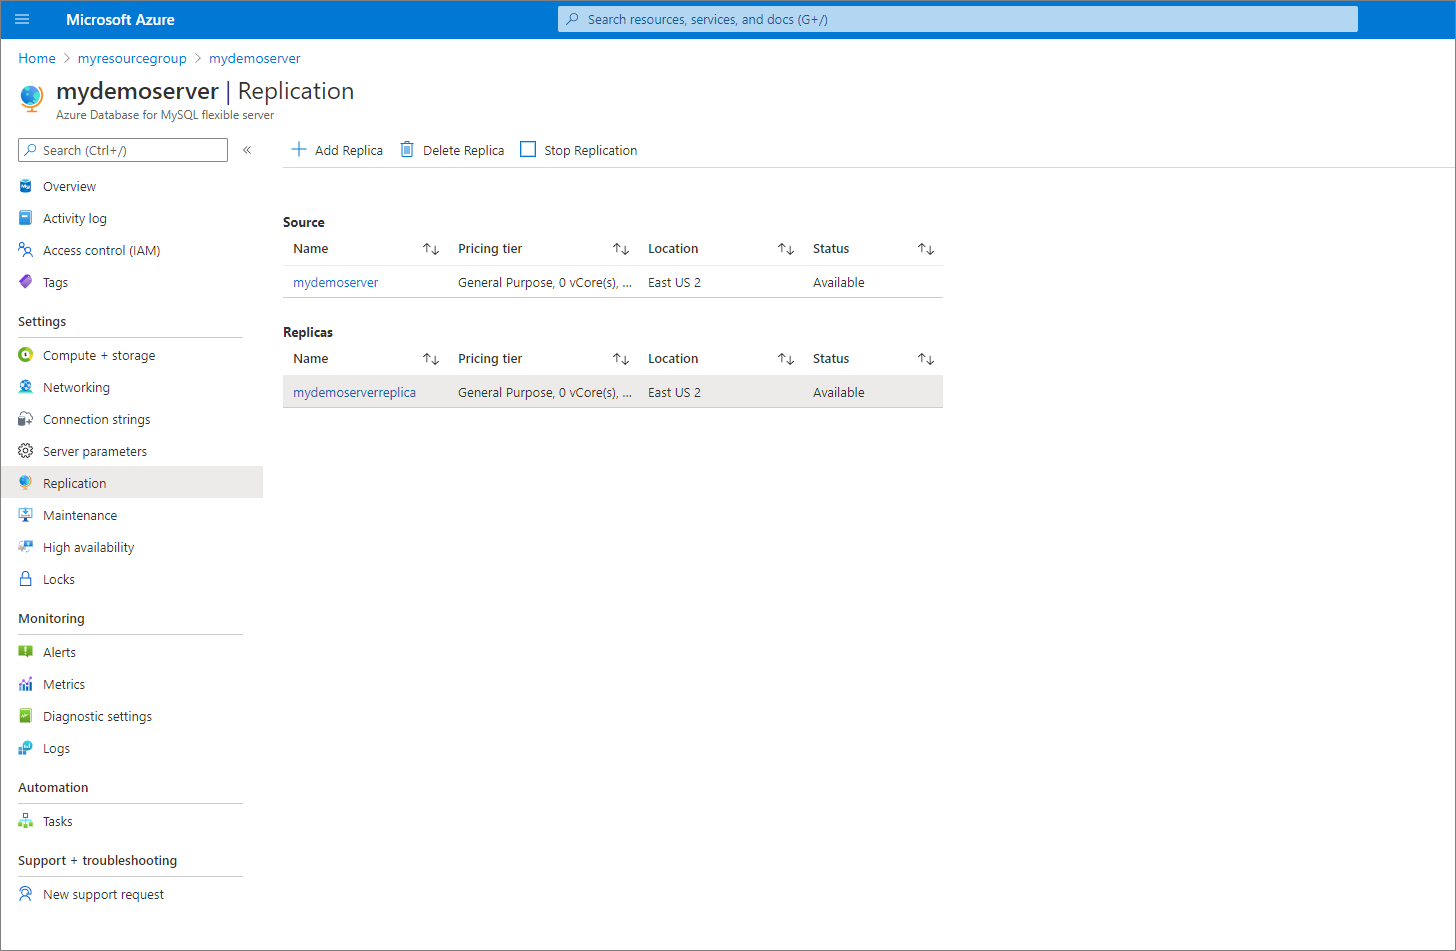 Microsoft Azure
Search resources, services, and docs (G+/)
Home > myresourcegroup > mydemoserver
mydemoserver | Replication
Azure Database for MySQL flexible server
Search (Ctrl+/)
Overview
Activity log
Access control (IAM)
Tags
Settings
Compute + storage
Networking
Connection strings
Server parameters
Replication
Maintenance
High availability
Locks
Monitoring
Alerts
Metrics
Diagnostic settings
Logs
Automation
Tasks
Support + troubleshooting
New support request
Add Replica Delete Replica Stop Replication
Source
Name Pricing tier Location Status
mydemoserver General Purpose, 0 vCore(s), ... East US 2 Available
Replicas
Name Pricing tier Location Status
mydemoserverreplica General Purpose, 0 vCore(s), ... East US 2 Available